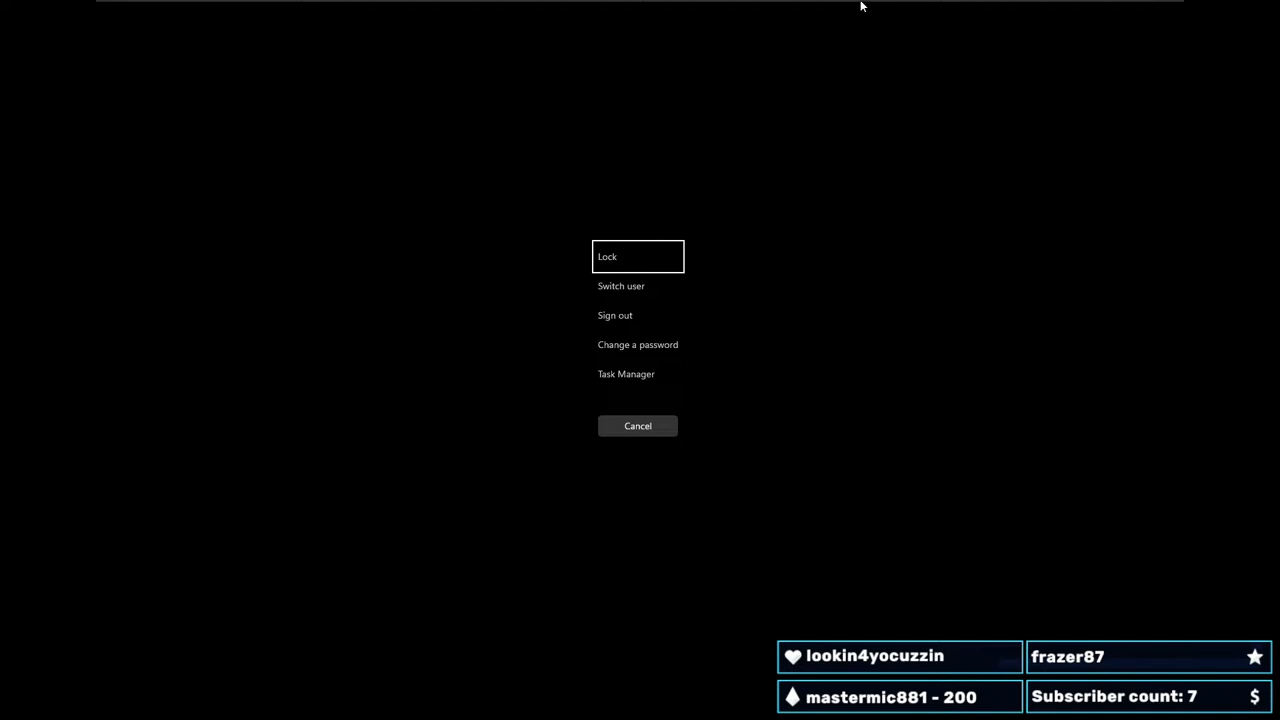 Lock
Switch user
Sign out
Change a password
Task Manager
Cancel
lookin4yocuzzin
frazer87
mastermic881 - 200
Subscriber count: 7 $